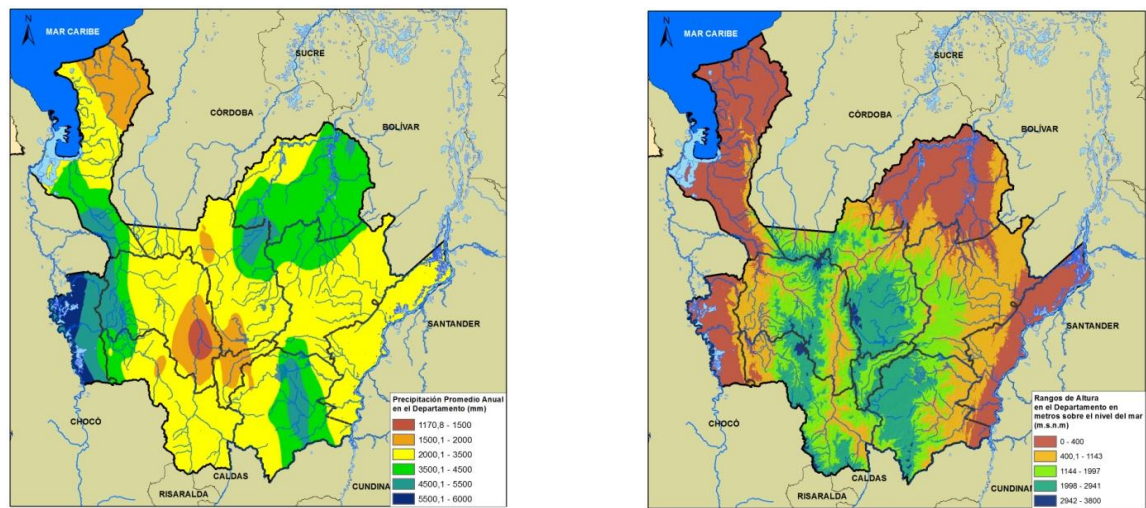 N
MAR CARIBE
SUCRE
CÓRDOBA
BOLÍVAR
SANTANDER
CHOCÓ
CALDAS
RISARALDA
CUNDINA
Precipitación Promedio Anual
en el Departamento (mm)
1170,8 - 1500
1500,1 - 2000
2000,1 - 3500
3500,1 - 4500
4500,1 - 5500
5500,1 - 6000
N
MAR CARIBE
SUCRE
CÓRDOBA
BOLÍVAR
SANTANDER
CHOCÓ
CALDAS
RISARALDA
CUNDINAM
Rangos de Altura
en el Departamento en
metros sobre el nivel del mar
(m.s.n.m)
0 - 400
400,1 - 1143
1144 - 1997
1998 - 2941
2942 - 3800